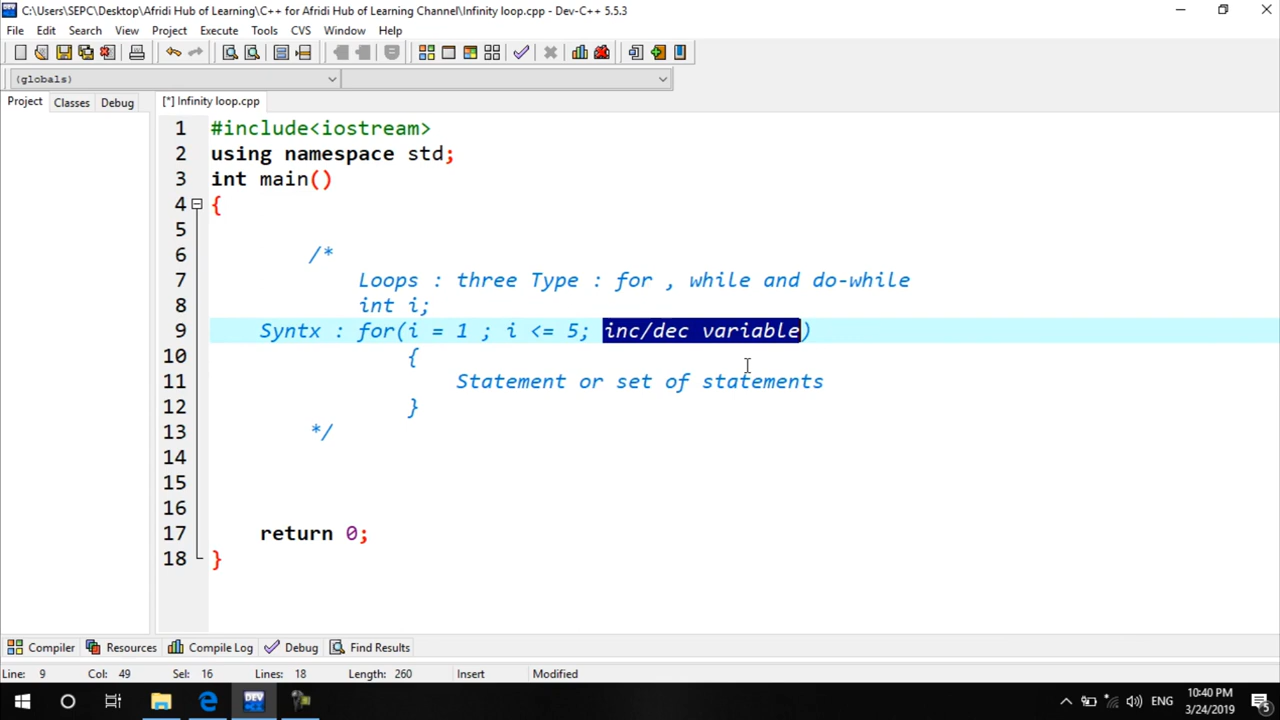 C:\Users\SEPC\Desktop\Afridi Hub of Learning\C++ for Afridi Hub of Learning Channel\Infinity loop.cpp - Dev-C++ 5.5.3
File Edit Search View Project Execute Tools CVS Window Help
(globals)
Project Classes Debug [*] Infinity loop.cpp
1 #include<iostream>
2 using namespace std;
3 int main()
4 {
5
6 /*
7 Loops : three Type : for , while and do-while
8 int i;
9 Syntx : for(i = 1 ; i <= 5; inc/dec variable)
10 {
11 Statement or set of statements
12 }
13 */
14
15
16
17 return 0;
18 }
Compiler Resources Compile Log Debug Find Results
Line: 9 Col: 49 Sel: 16 Lines: 18 Length: 260 Insert Modified
DEV ENG 10:40 PM
3/24/2019 5